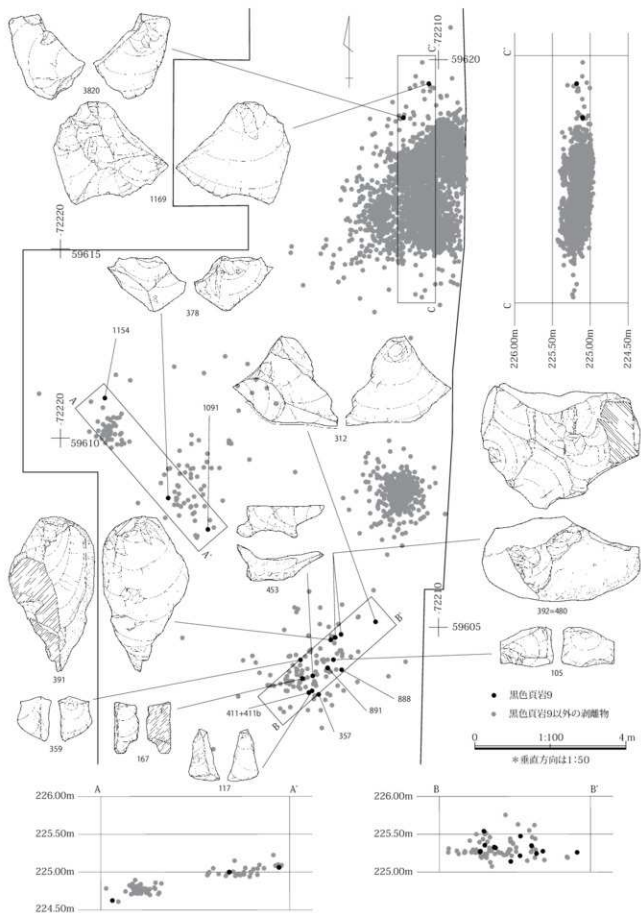 3820
1169
C'
-72210
59620
C'
-72220
59615
C
C
226.00m
225.50m
225.00m
224.50m
378
1154
A
1091
312
-72220
59610
A'
453
392=480
-72210
59605
B'
391
105
888
891
411+411b
B
357
359
167
117
● 黒色頁岩9
● 黒色頁岩9以外の剥離物
0 1:100 4 m
＊垂直方向は1:50
A A'
226.00m
225.50m
225.00m
224.50m
B B'
226.00m
225.50m
225.00m